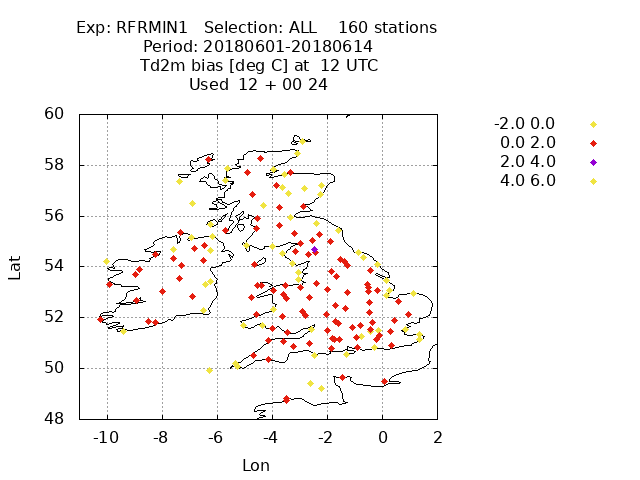 Exp: RFRMIN1 Selection: ALL 160 stations
Period: 20180601-20180614
Td2m bias [deg C] at 12 UTC
Used 12 + 00 24
-2.0 0.0
0.0 2.0
2.0 4.0
4.0 6.0
60
58
56
54
52
50
48
Lat
-10 -8 -6 -4 -2 0 2
Lon